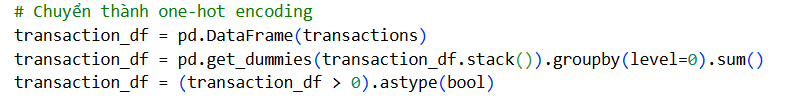 # Chuyển thành one-hot encoding
transaction_df = pd.DataFrame(transactions)
transaction_df = pd.get_dummies(transaction_df.stack()).groupby(level=0).sum()
transaction_df = (transaction_df > 0).astype(bool)